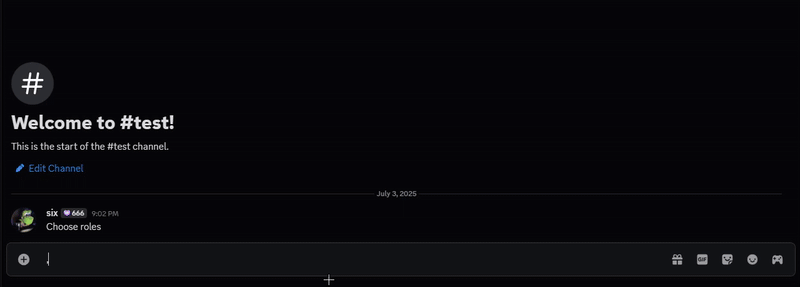 #
Welcome to #test!
This is the start of the #test channel.
Edit Channel
July 3, 2025
six 666 9:02 PM
Choose roles
GIF